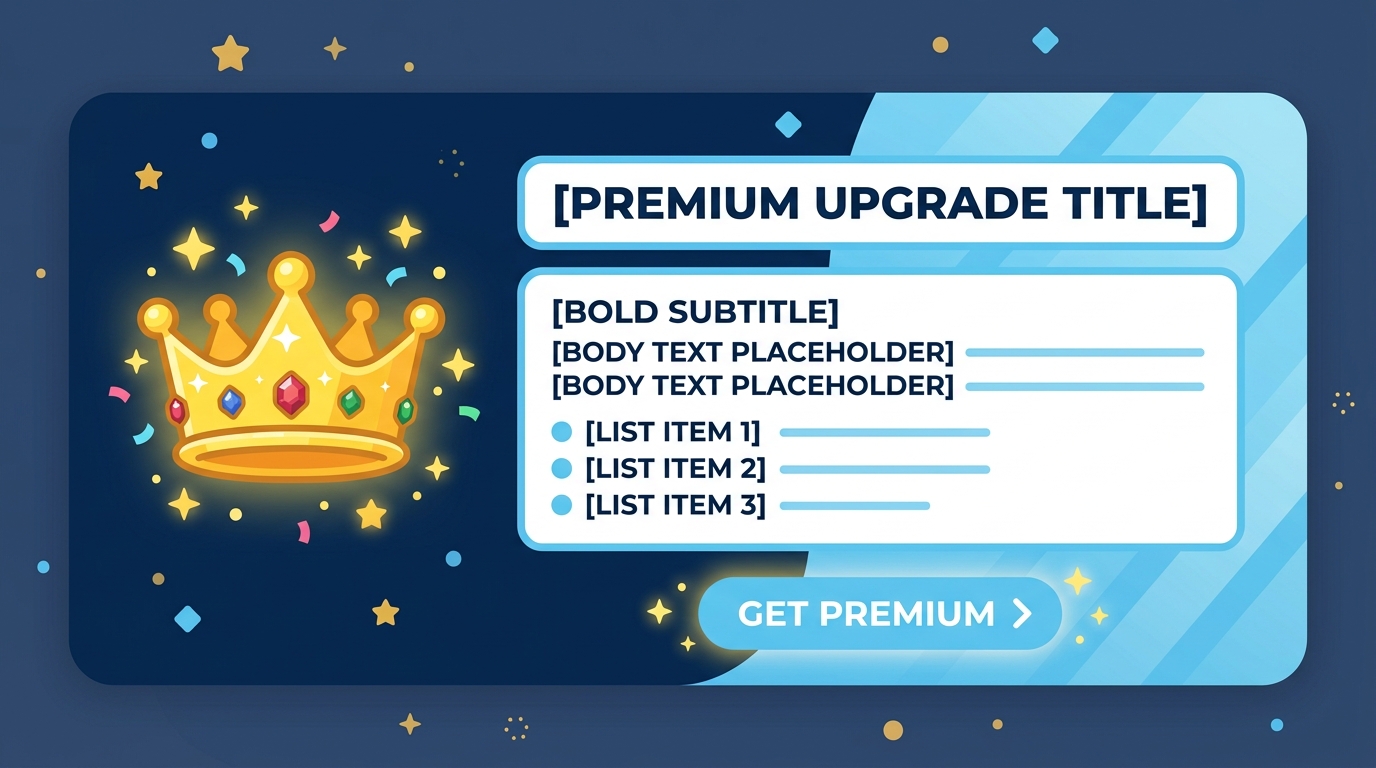 [PREMIUM UPGRADE TITLE]
[BOLD SUBTITLE]
[BODY TEXT PLACEHOLDER]
[BODY TEXT PLACEHOLDER]
[LIST ITEM 1]
[LIST ITEM 2]
[LIST ITEM 3]
GET PREMIUM